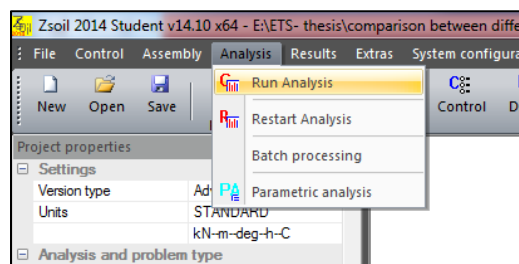 Zsoil 2014 Student v14.10 x64 - E:\ETS- thesis\comparison between diffe
File Control Assembly Analysis Results Extras System configura
New Open Save Control D
Run Analysis
Restart Analysis
Batch processing
Parametric analysis
Project properties
Settings
Version type Ad
Units STANDARD
kN--m--deg--h--C
Analysis and problem type